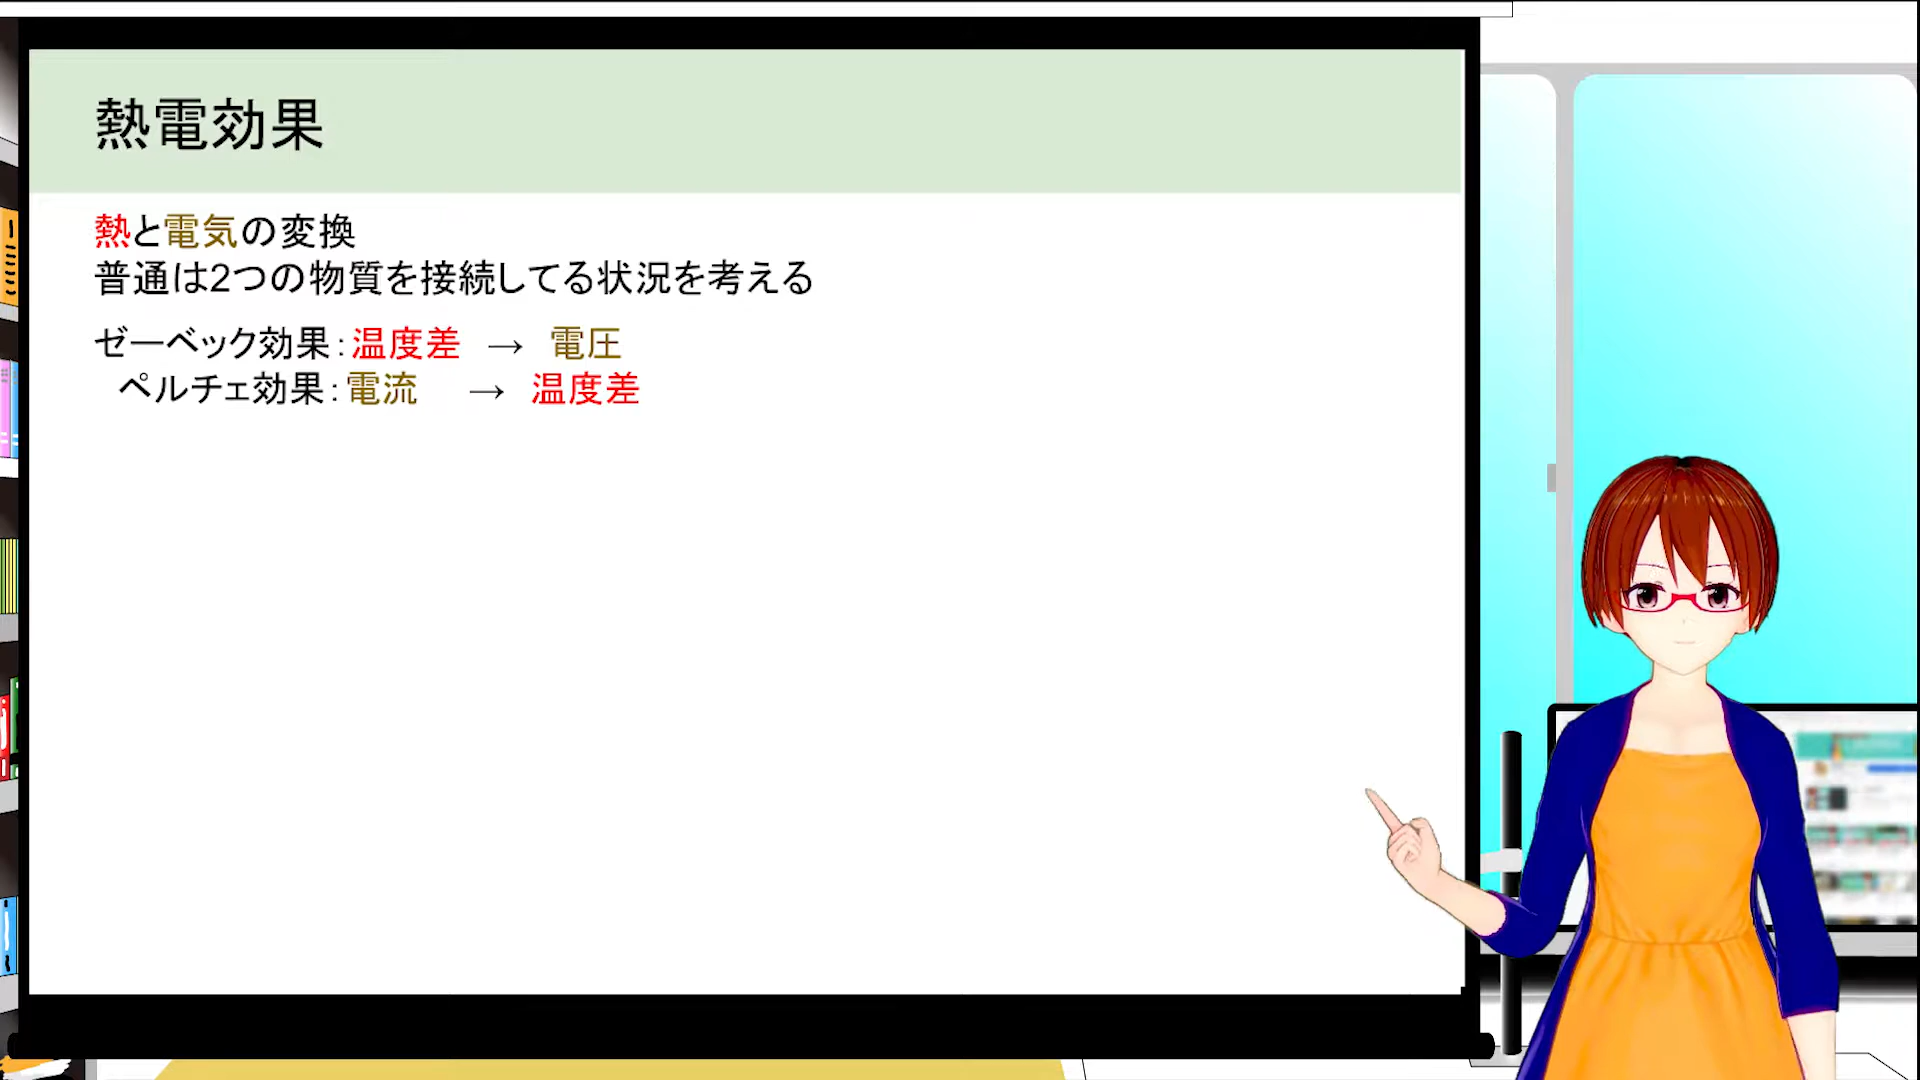 熱電効果
熱と電気の変換
普通は2つの物質を接続してる状況を考える
ゼーベック効果：温度差 → 電圧
ペルチェ効果：電流 → 温度差